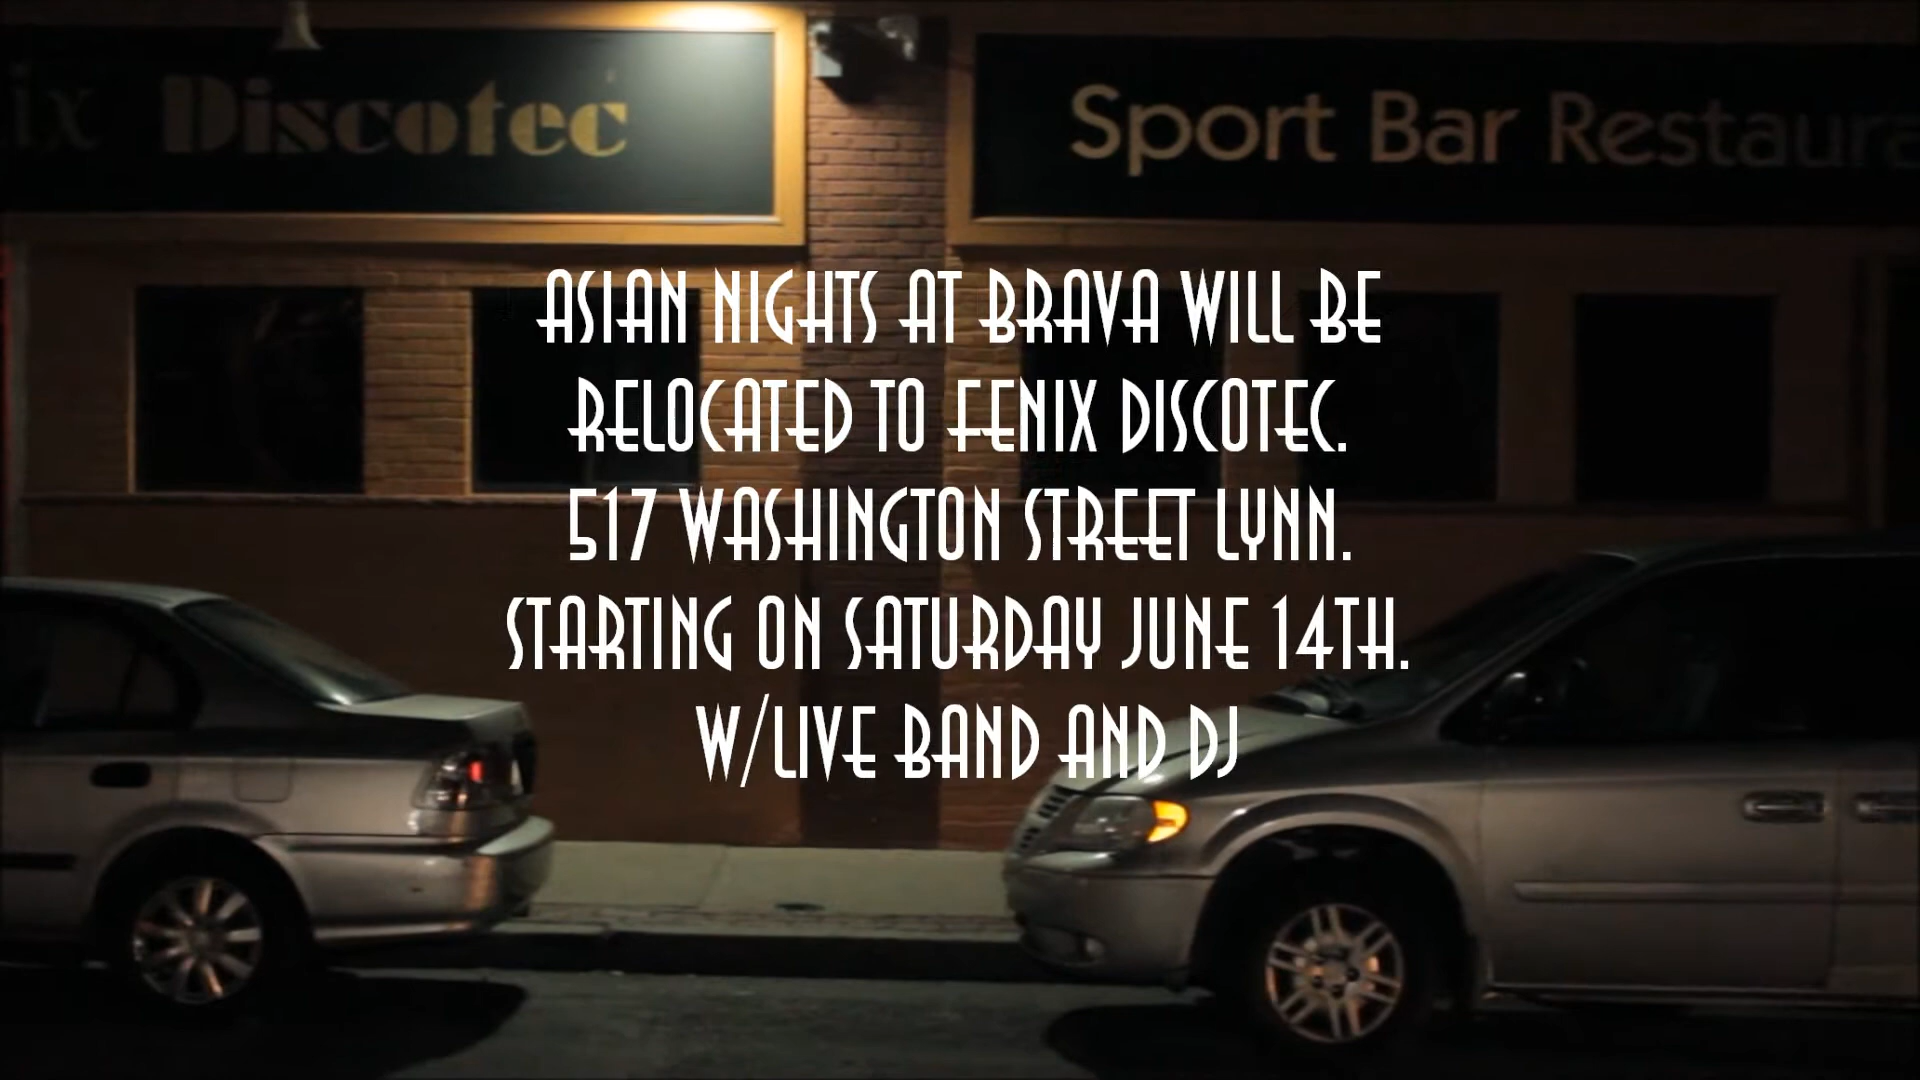 ix Discotec
Sport Bar Restaura
ASIAN NIGHTS AT BRAVA WILL BE
RELOCATED TO FENIX DISCOTEC.
517 WASHINGTON STREET LYNN.
STARTING ON SATURDAY JUNE 14TH.
W/LIVE BAND AND DJ